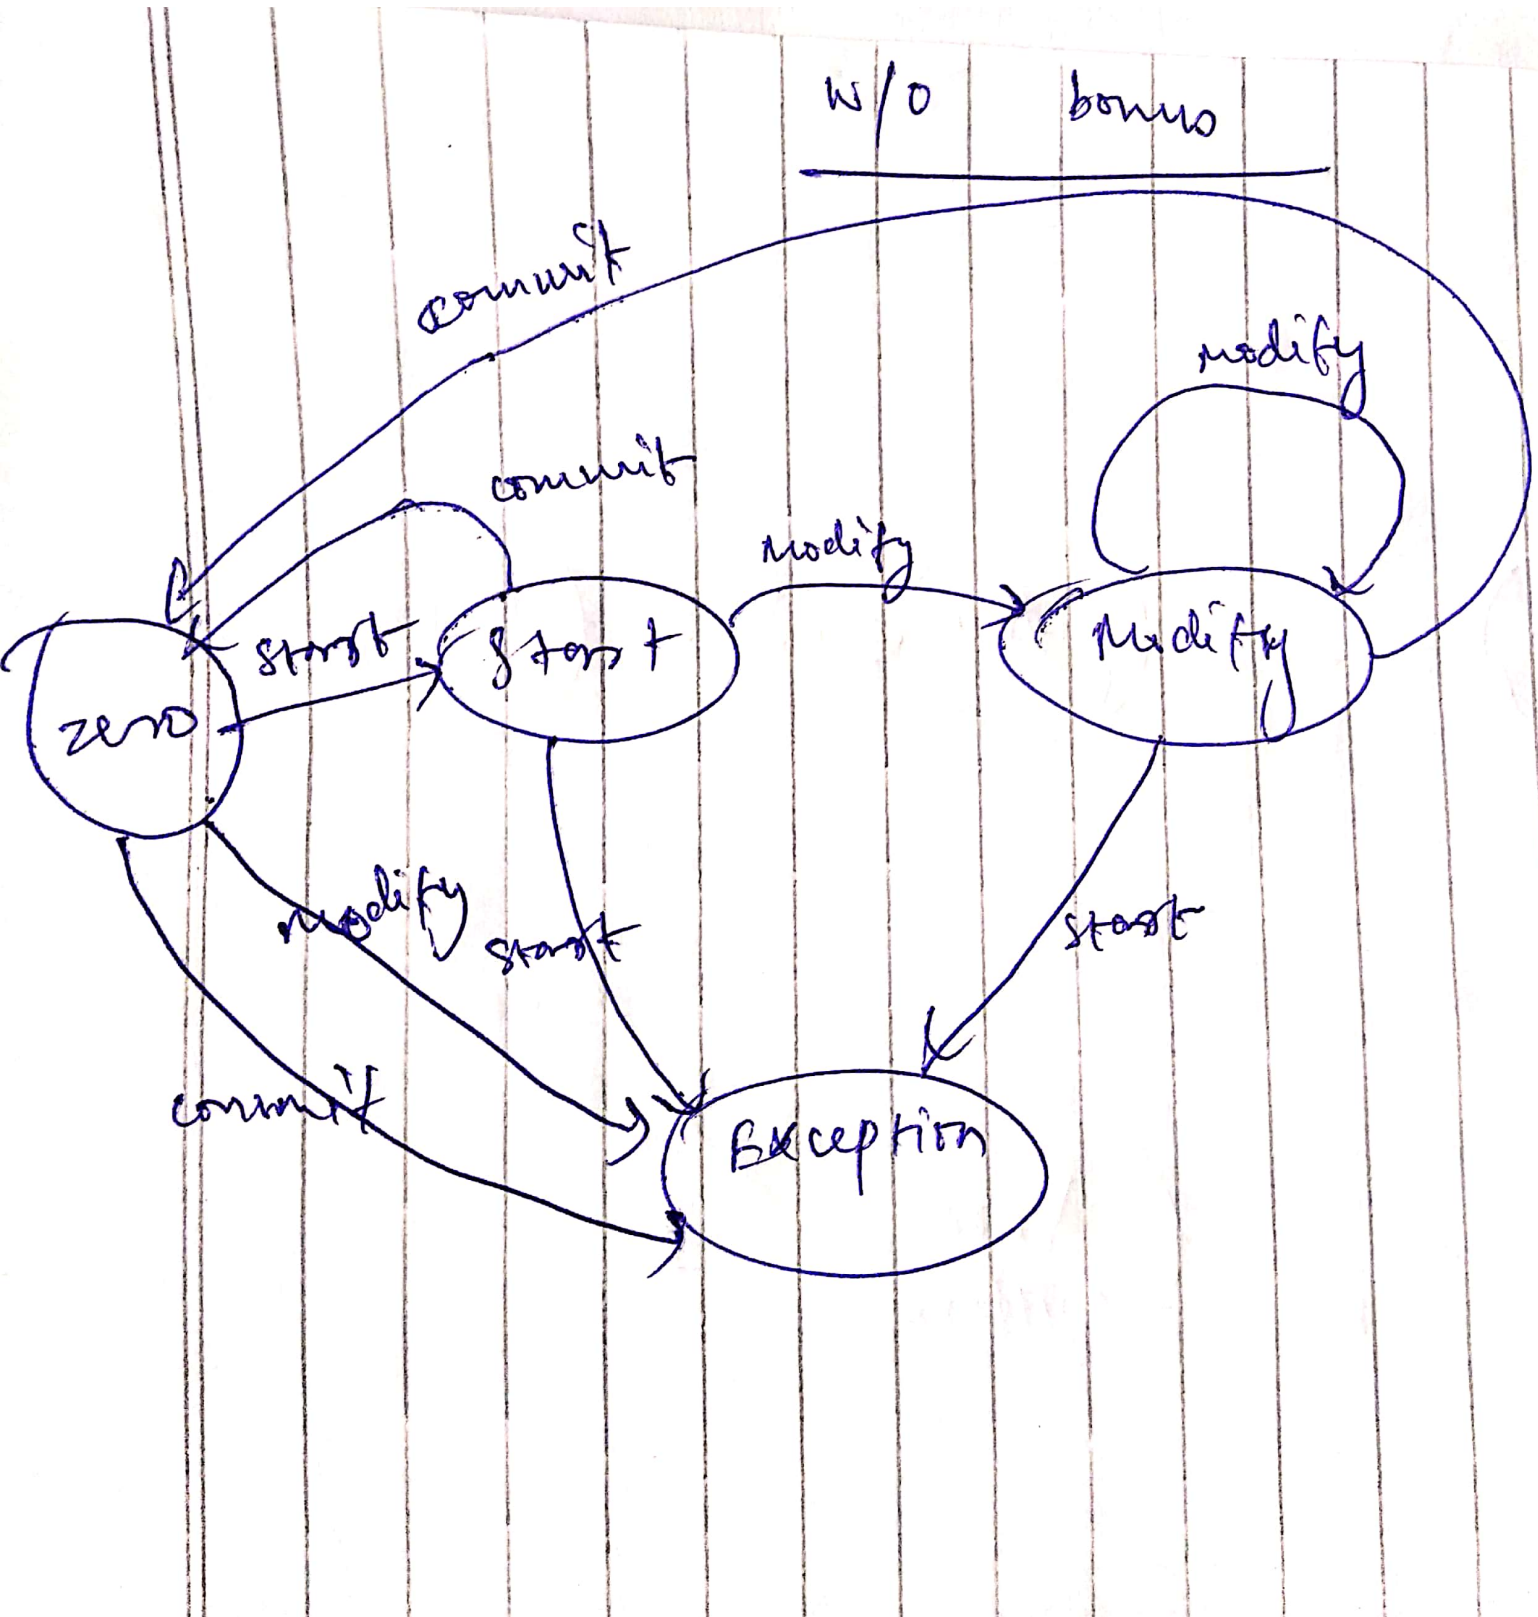 w/o bonus
commit
modify
commit
modify
start
start
Modify
zero
modify
start
start
commit
Exception